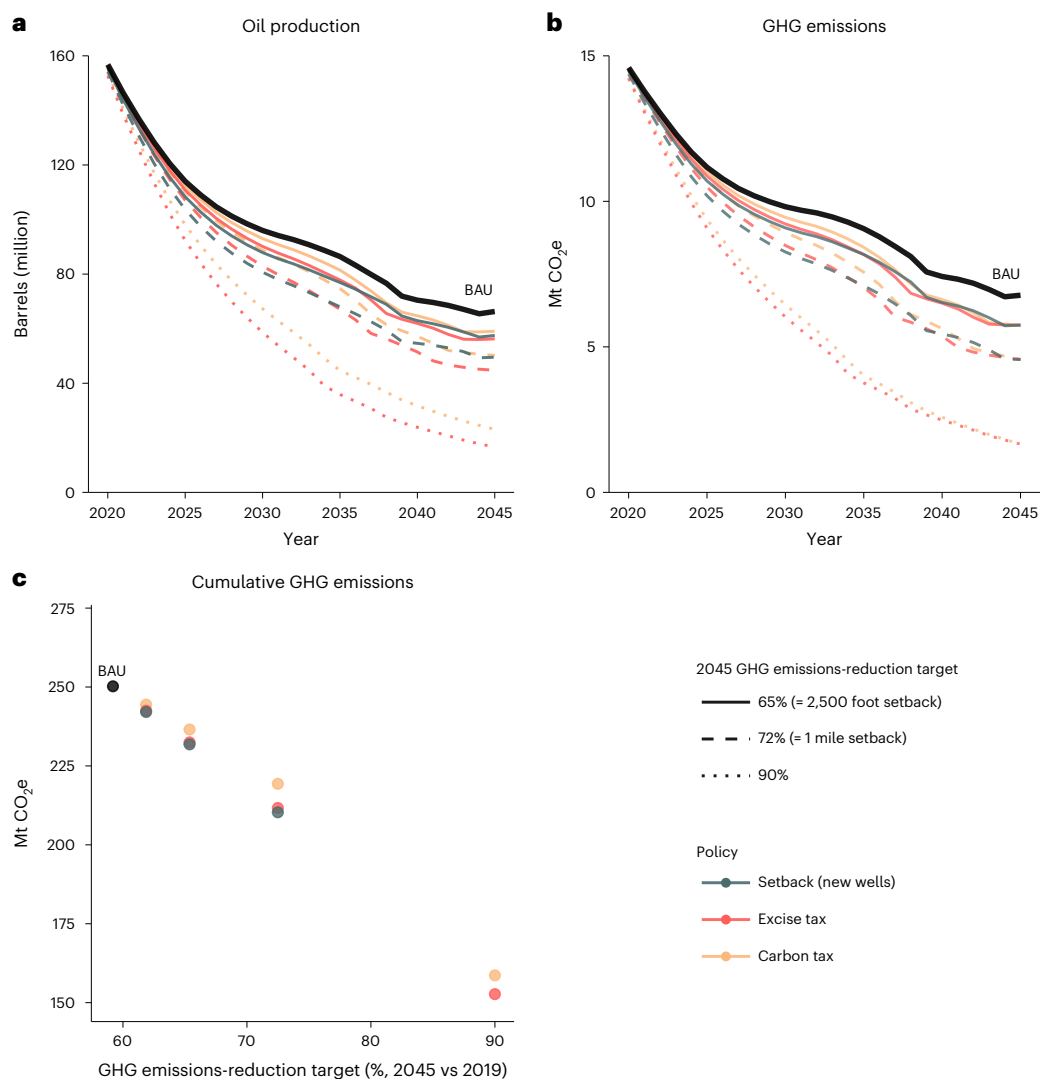 a
Oil production
160
120
80
40
0
Barrels (million)
BAU
2020 2025 2030 2035 2040 2045
Year
b
GHG emissions
15
10
5
0
Mt CO₂e
BAU
2020 2025 2030 2035 2040 2045
Year
c
Cumulative GHG emissions
275
250
225
200
175
150
Mt CO₂e
BAU
60 70 80 90
GHG emissions-reduction target (%, 2045 vs 2019)
2045 GHG emissions-reduction target
65% (= 2,500 foot setback)
72% (= 1 mile setback)
90%
Policy
Setback (new wells)
Excise tax
Carbon tax